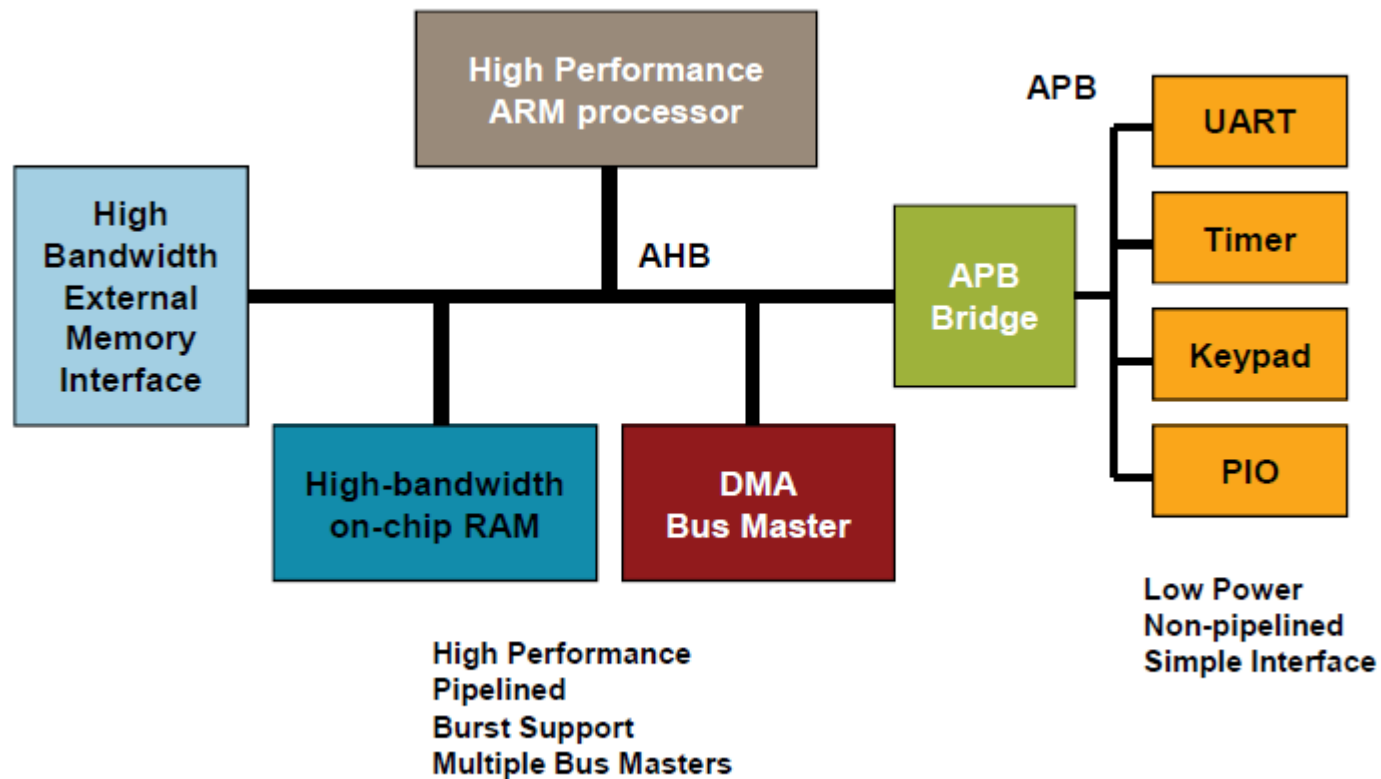 High Performance
ARM processor
APB
UART
High
Bandwidth
External
Memory
Interface
AHB
APB
Bridge
Timer
Keypad
High-bandwidth
on-chip RAM
DMA
Bus Master
PIO
High Performance
Pipelined
Burst Support
Multiple Bus Masters
Low Power
Non-pipelined
Simple Interface